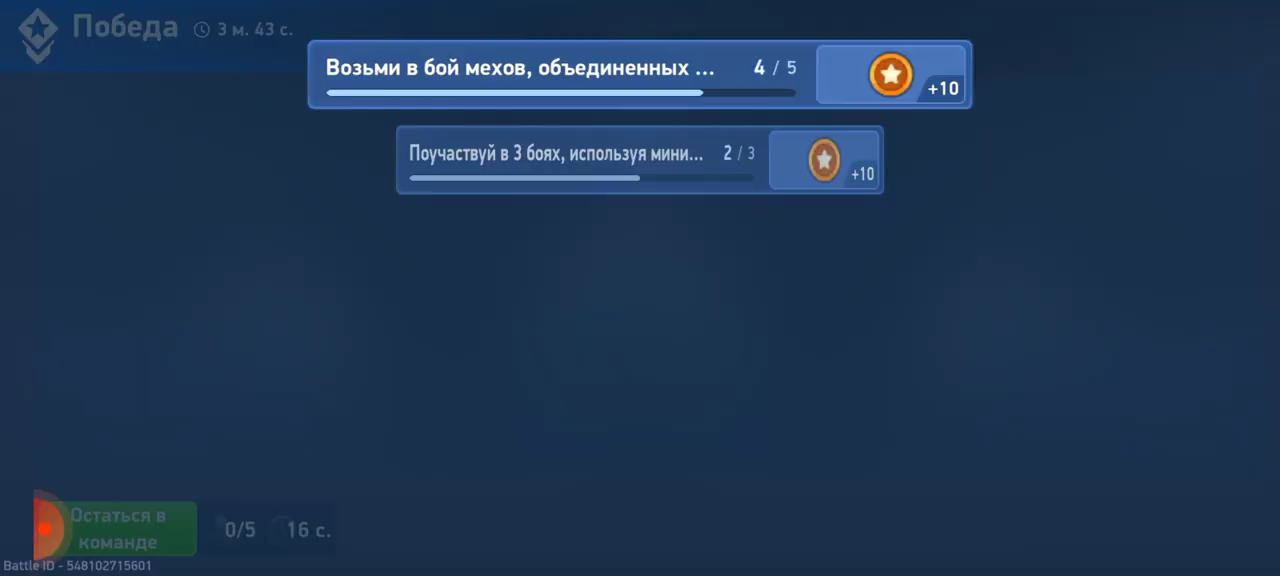 Победа 3 м. 43 с.
Возьми в бой мехов, объединенных ... 4 / 5
+10
Поучаствуй в 3 боях, используя мини... 2 / 3
+10
Остаться в
команде
0/5 16 с.
Battle ID - 548102715601